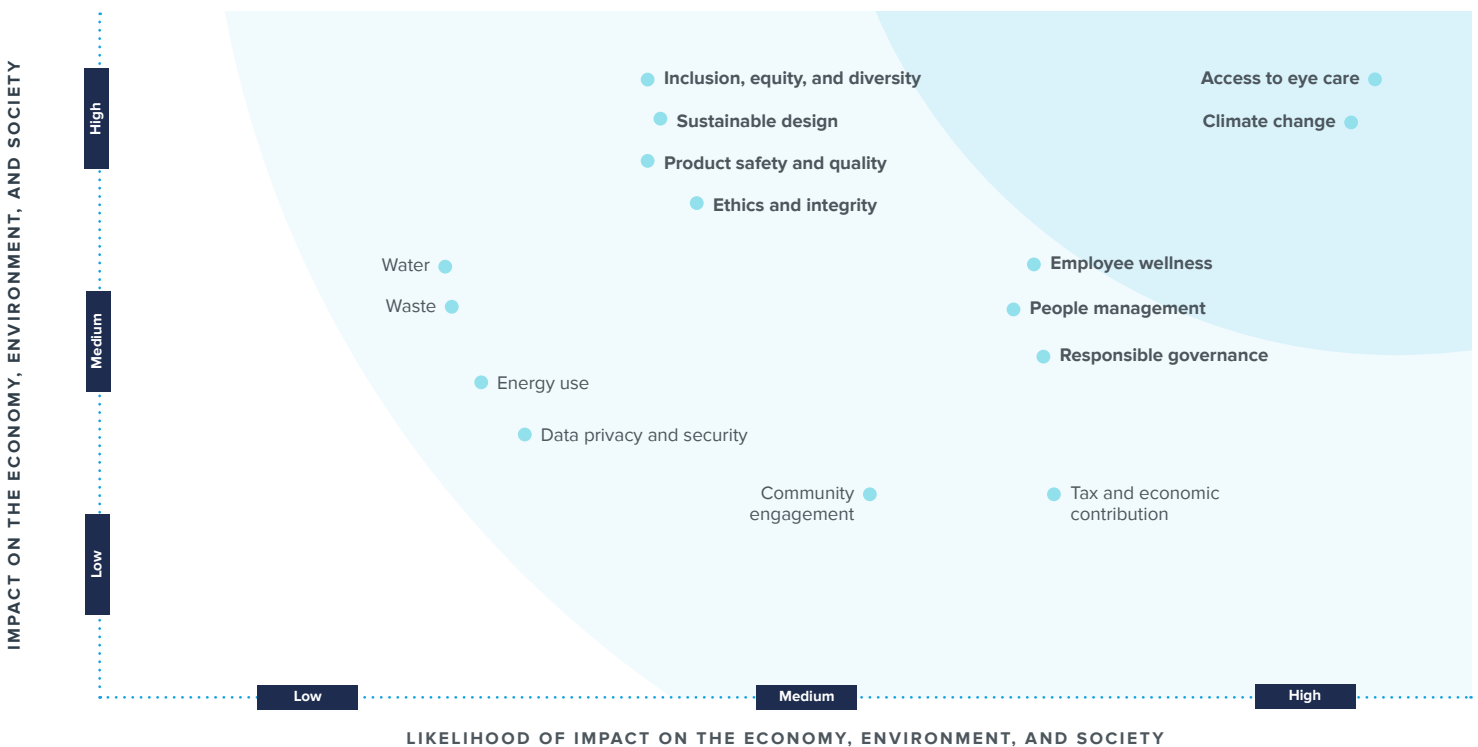 IMPACT ON THE ECONOMY, ENVIRONMENT, AND SOCIETY
High
Medium
Low
Inclusion, equity, and diversity
Access to eye care
Sustainable design
Climate change
Product safety and quality
Ethics and integrity
Water
Employee wellness
Waste
People management
Responsible governance
Energy use
Data privacy and security
Community
engagement
Tax and economic
contribution
Low
Medium
High
LIKELIHOOD OF IMPACT ON THE ECONOMY, ENVIRONMENT, AND SOCIETY